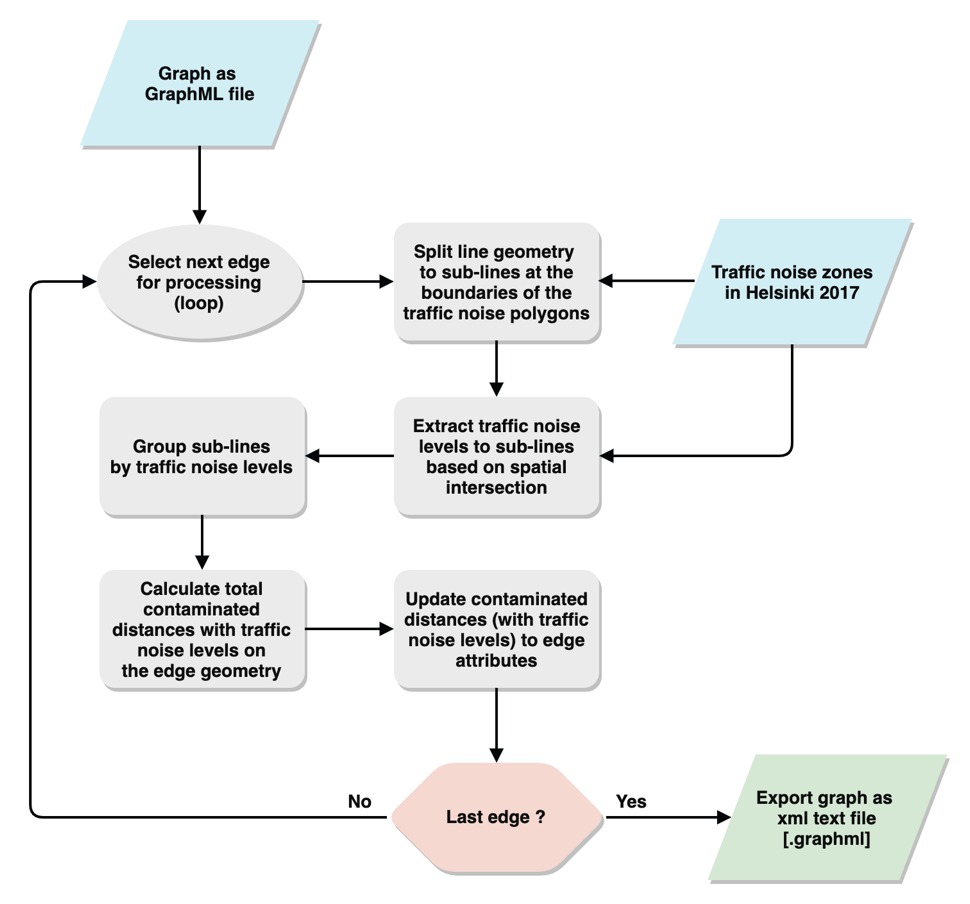 Graph as
GraphML file
Select next edge
for processing
(loop)
Split line geometry
to sub-lines at the
boundaries of the
traffic noise polygons
Traffic noise zones
in Helsinki 2017
Group sub-lines
by traffic noise levels
Extract traffic noise
levels to sub-lines
based on spatial
intersection
Calculate total
contaminated
distances with traffic
noise levels on
the edge geometry
Update contaminated
distances (with traffic
noise levels) to edge
attributes
No
Last edge ?
Yes
Export graph as
xml text file
[.graphml]